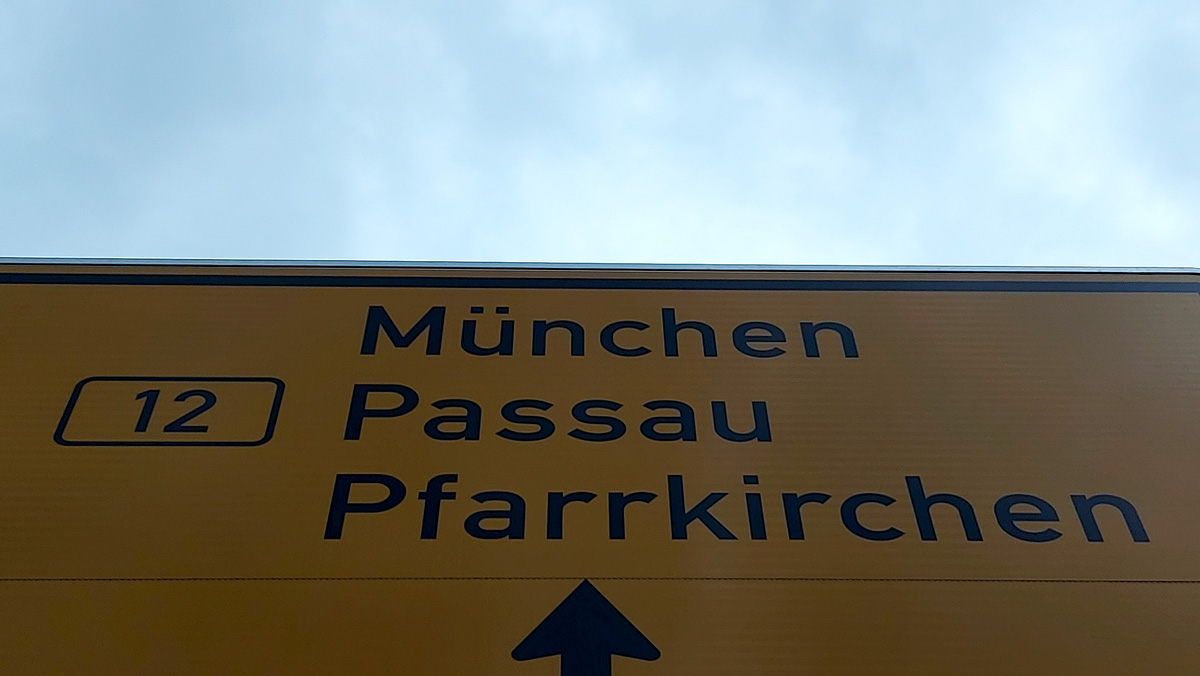 München
12 Passau
Pfarrkirchen